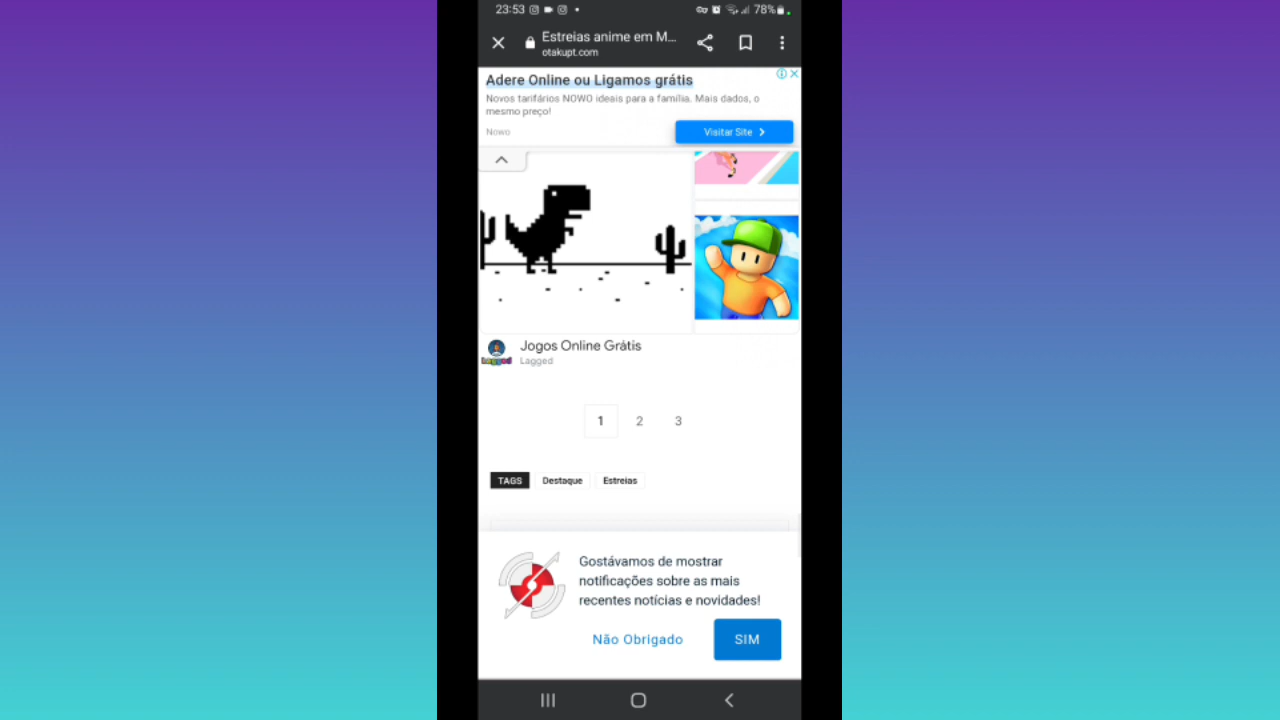 23:53
78%
Estreias anime em M...
otakupt.com
Adere Online ou Ligamos grátis
Novos tarifários NOWO ideais para a família. Mais dados, o
mesmo preço!
Nowo
Visitar Site
Jogos Online Grátis
Lagged
Lagged
1 2 3
TAGS Destaque Estreias
Gostávamos de mostrar
notificações sobre as mais
recentes notícias e novidades!
Não Obrigado
SIM